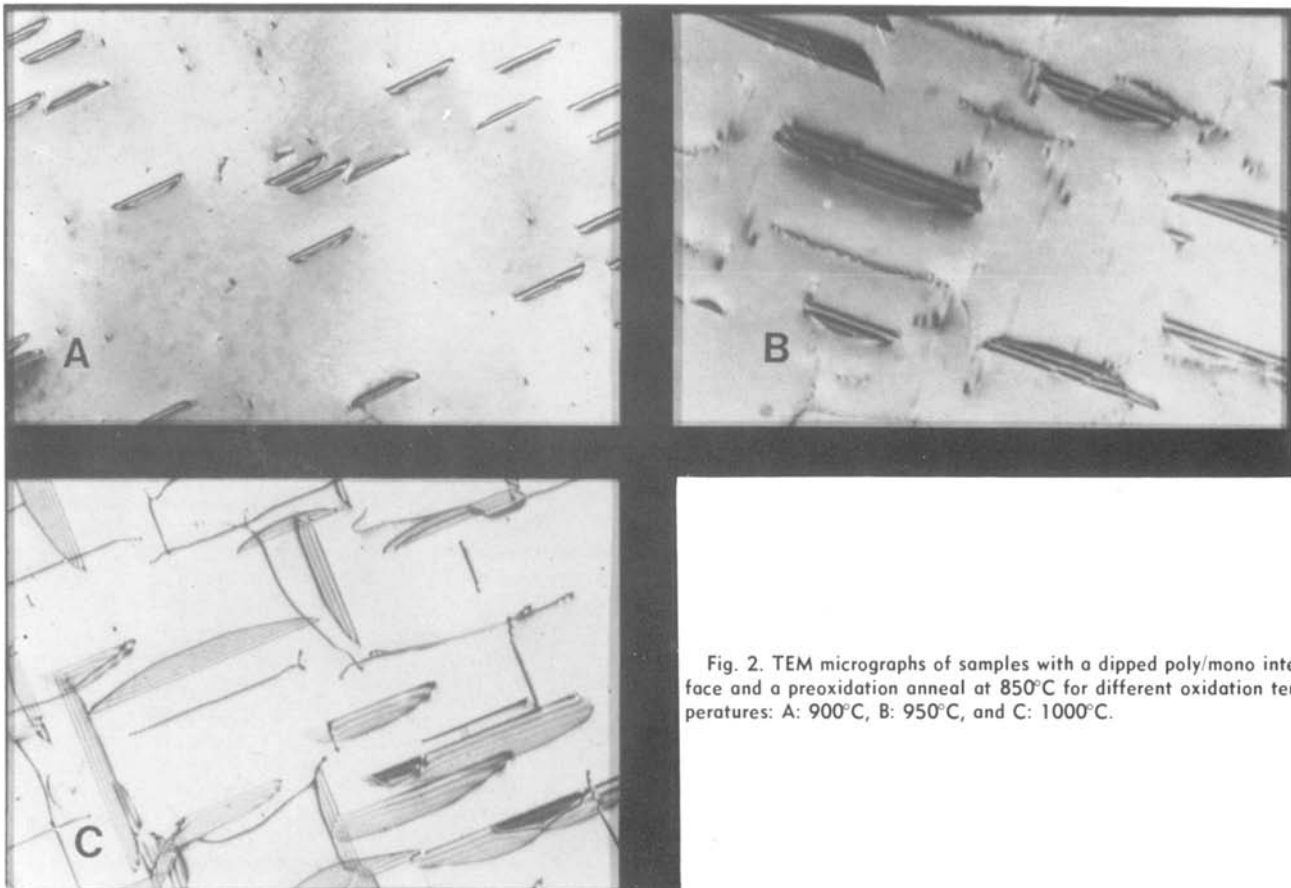 A
B
C
Fig. 2. TEM micrographs of samples with a dipped poly/mono inte
face and a preoxidation anneal at 850°C for different oxidation te
peratures: A: 900°C, B: 950°C, and C: 1000°C.